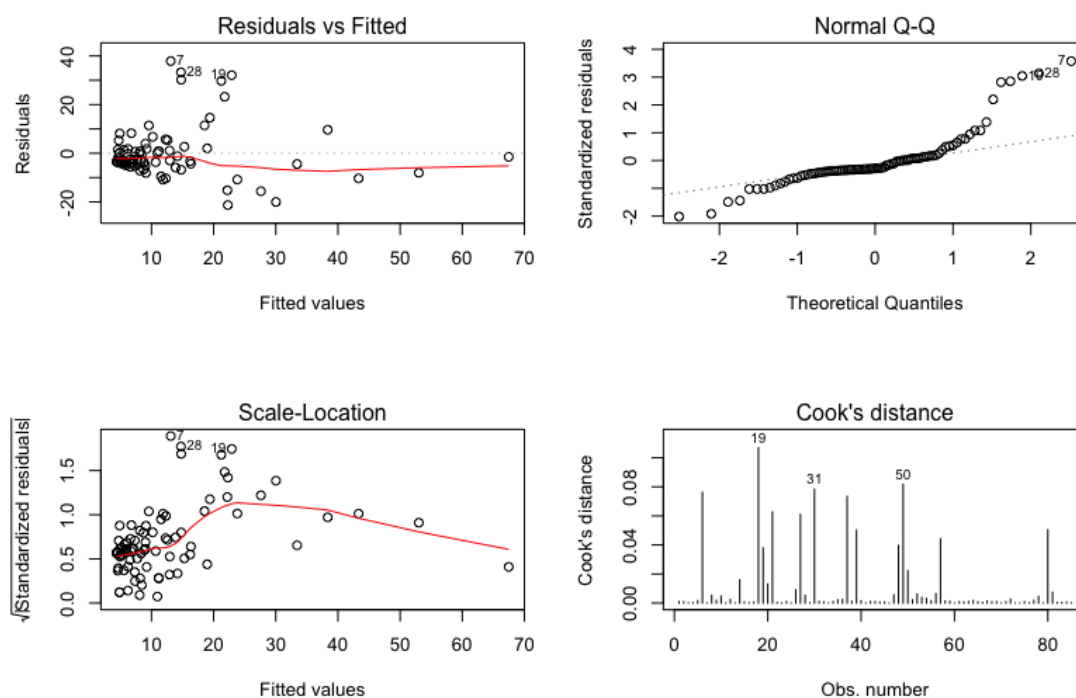 Residuals vs Fitted
Residuals
-20 0 20 40
7
28
19
10 20 30 40 50 60 70
Fitted values
Normal Q-Q
Standardized residuals
-2 -1 0 1 2 3 4
7
28
-2 -1 0 1 2
Theoretical Quantiles
Scale-Location
√|Standardized residuals|
0.0 0.5 1.0 1.5
7
28
19
10 20 30 40 50 60 70
Fitted values
Cook's distance
Cook's distance
0.00 0.04 0.08
19
31
50
0 20 40 60 80
Obs. number